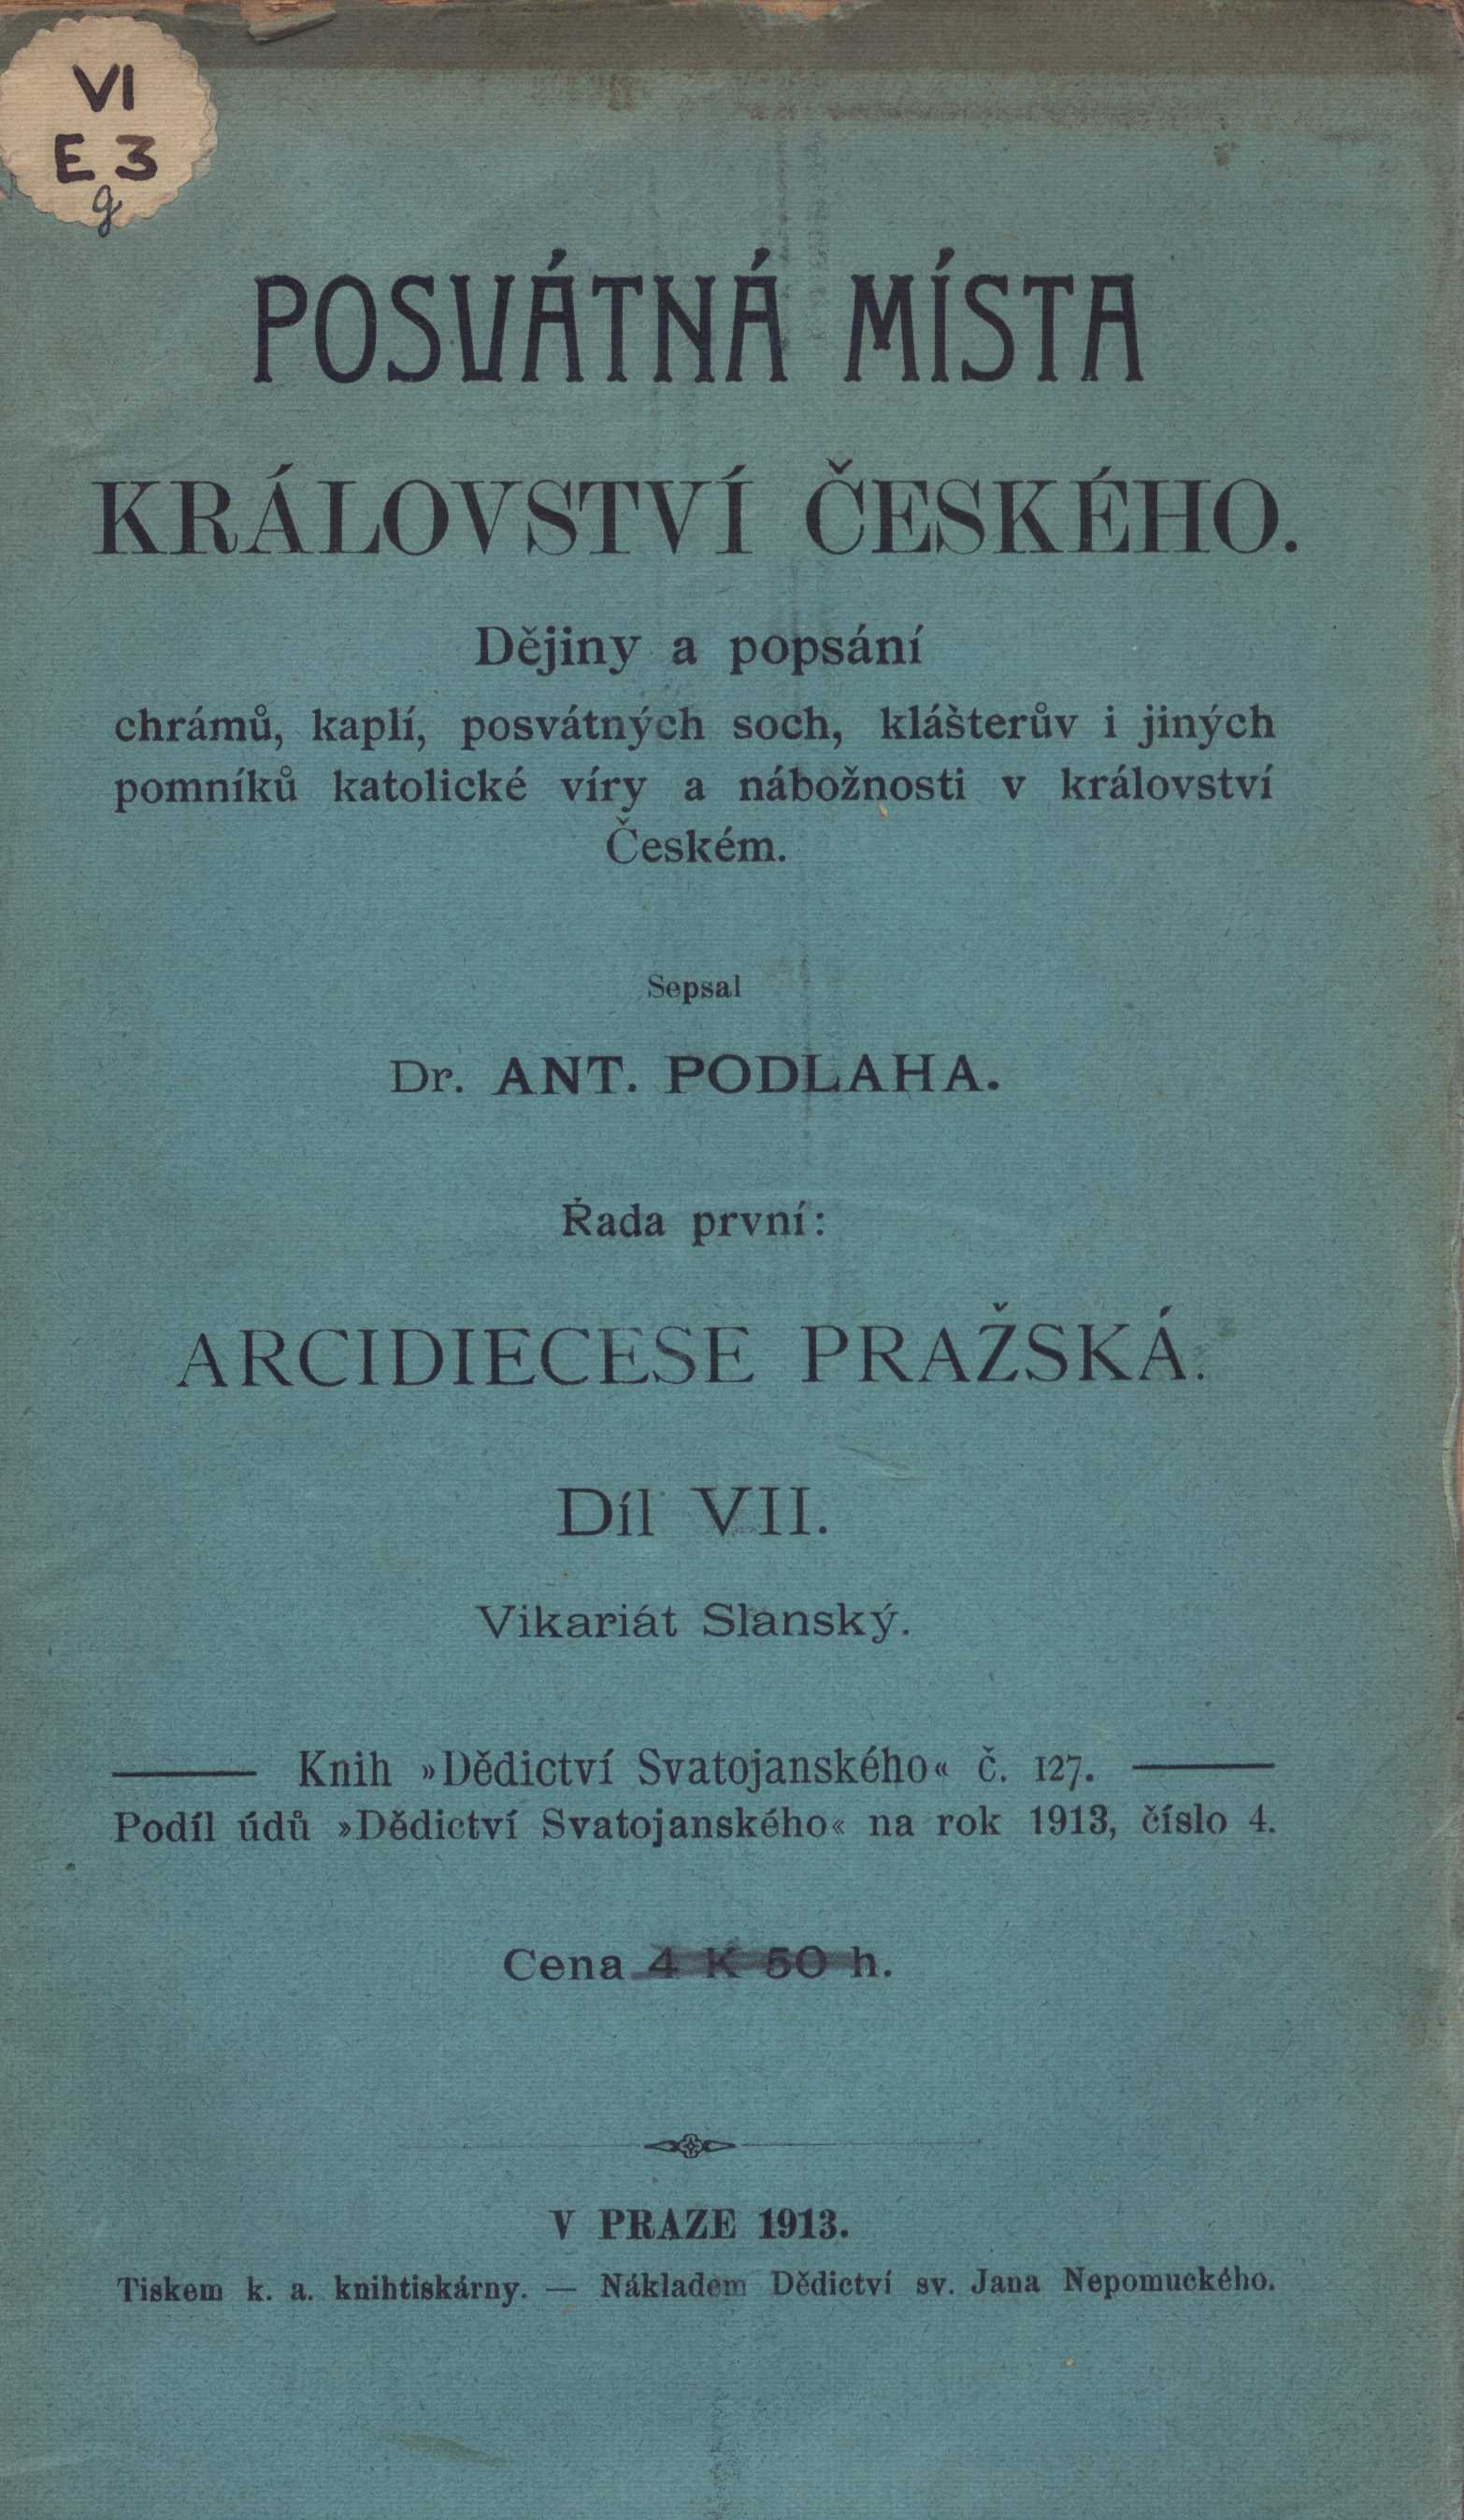 VI
E 3
g
POSVÁTNÁ MÍSTA
KRÁLOVSTVÍ ČESKÉHO.
Dějiny a popsání
chrámů, kaplí, posvátných soch, klášterův i jiných
pomníků katolické víry a nábožnosti v království
Českém.
Sepsal
Dr. ANT. PODLAHA.
Řada první:
ARCIDIECESE PRAŽSKÁ.
Díl VII.
Vikariát Slanský.
Knih »Dědictví Svatojanského« č. 127.
Podíl údů »Dědictví Svatojanského« na rok 1913, číslo 4.
Cena 4 K 50 h.
V PRAZE 1913.
Tiskem k. a. knihtiskárny. — Nákladem Dědictví sv. Jana Nepomuckého.